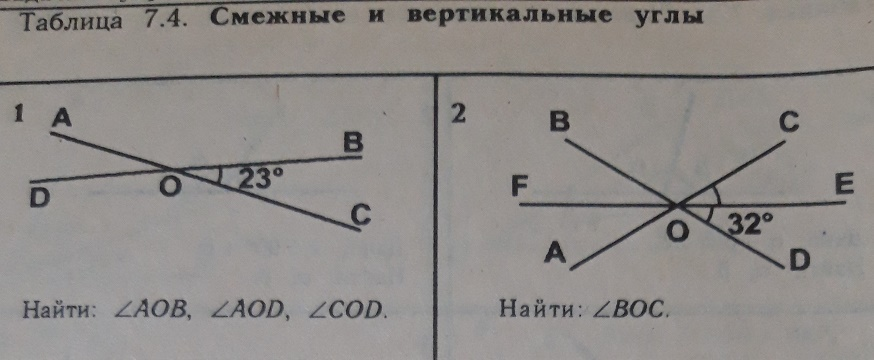 Таблица 7.4. Смежные и вертикальные углы
1
A
B
D
O
23°
C
Найти: ∠AOB, ∠AOD, ∠COD.
2
B
C
F
E
O
32°
A
D
Найти: ∠BOC.